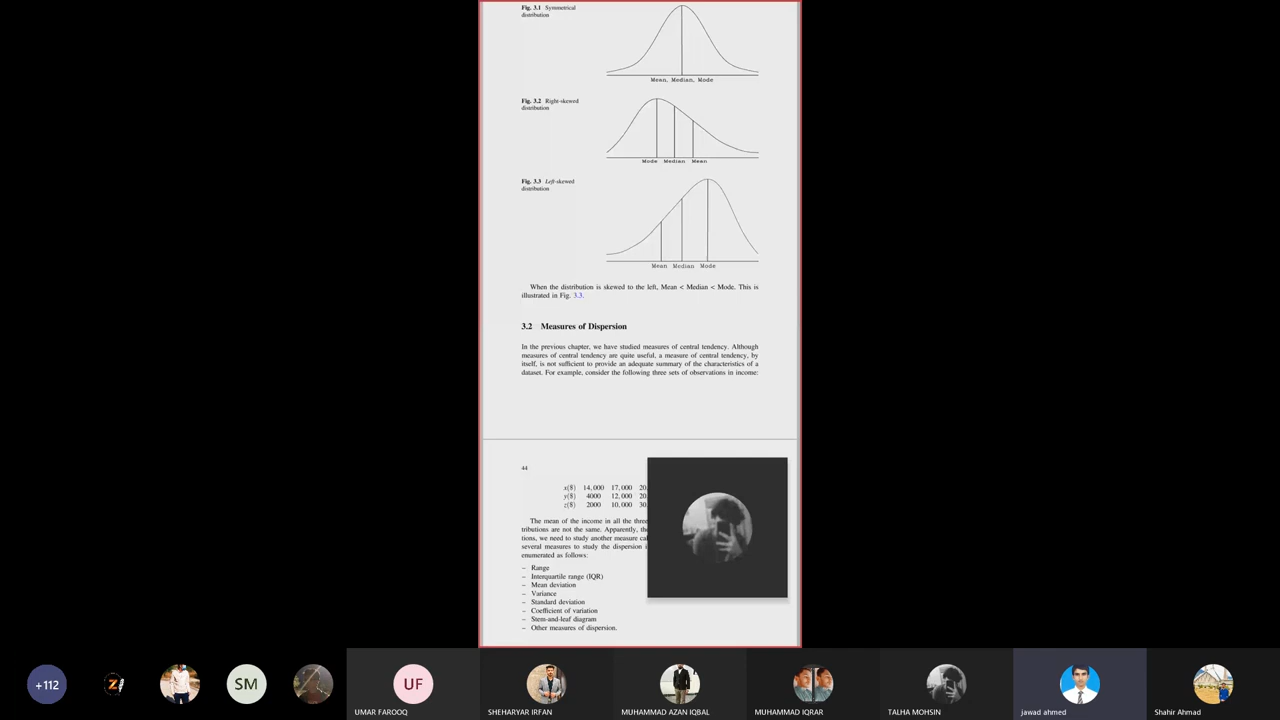 Fig. 3.1 Symmetrical
distribution
Mean, Median, Mode
Fig. 3.2 Right-skewed
distribution
Mode Median Mean
Fig. 3.3 Left-skewed
distribution
Mean Median Mode
When the distribution is skewed to the left, Mean < Median < Mode. This is
illustrated in Fig. 3.3.
3.2 Measures of Dispersion
In the previous chapter, we have studied measures of central tendency. Although
measures of central tendency are quite useful, a measure of central tendency, by
itself, is not sufficient to provide an adequate summary of the characteristics of a
dataset. For example, consider the following three sets of observations in income:
44
x($) 14,000 17,000 20,
y($) 4000 12,000 20,
z($) 2000 10,000 30,
The mean of the income in all the three
tributions are not the same. Apparently,
tions, we need to study another measure
several measures to study the dispersion
enumerated as follows:
– Range
– Interquartile range (IQR)
– Mean deviation
– Variance
– Standard deviation
– Coefficient of variation
– Stem-and-leaf diagram
– Other measures of dispersion.
+112
SM
UF
UMAR FAROOQ
SHEHARYAR IRFAN
MUHAMMAD AZAN IQBAL
MUHAMMAD IQRAR
TALHA MOHSIN
jawad ahmed
Shahir Ahmad